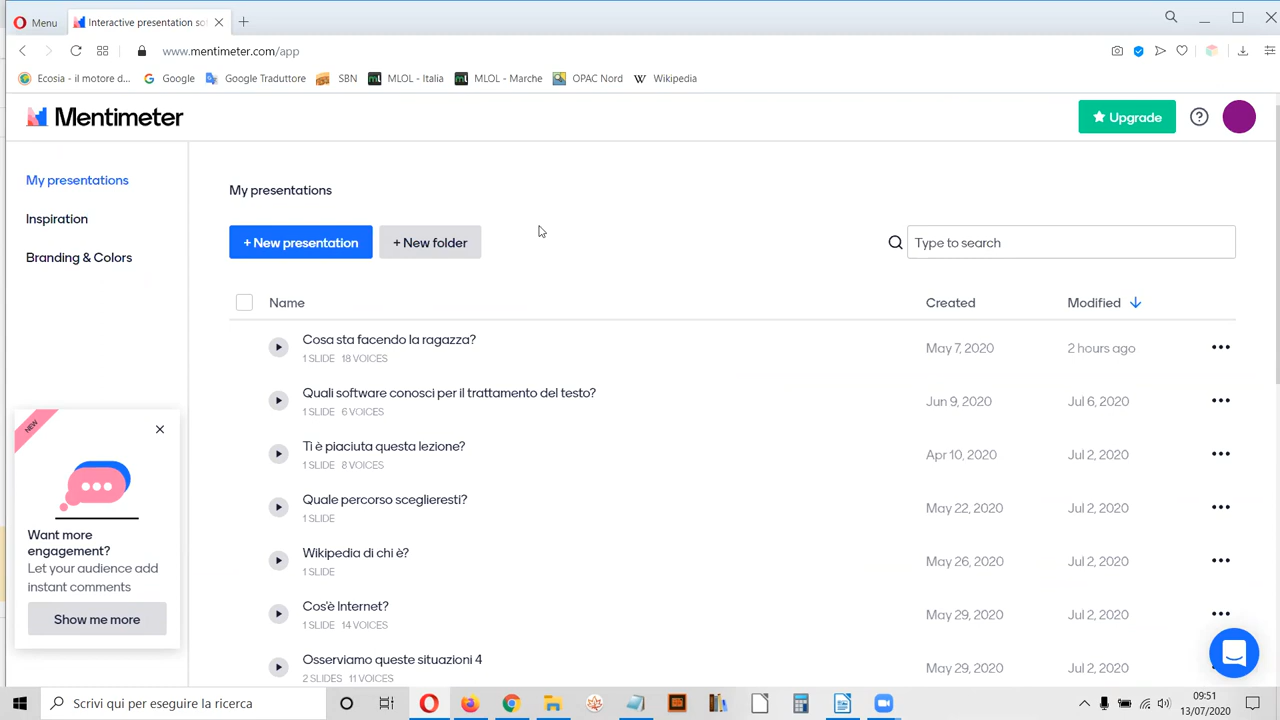 Menu
Interactive presentation sof
www.mentimeter.com/app
Ecosia - il motore d...
Google
Google Traduttore
SBN
MLOL - Italia
MLOL - Marche
OPAC Nord
Wikipedia
Mentimeter
Upgrade
My presentations
Inspiration
Branding & Colors
My presentations
+ New presentation
+ New folder
Type to search
Name Created Modified
Cosa sta facendo la ragazza? May 7, 2020 2 hours ago
1 SLIDE 18 VOICES
Quali software conosci per il trattamento del testo? Jun 9, 2020 Jul 6, 2020
1 SLIDE 6 VOICES
Ti è piaciuta questa lezione? Apr 10, 2020 Jul 2, 2020
1 SLIDE 8 VOICES
Quale percorso sceglieresti? May 22, 2020 Jul 2, 2020
1 SLIDE
Wikipedia di chi è? May 26, 2020 Jul 2, 2020
1 SLIDE
Cos'è Internet? May 29, 2020 Jul 2, 2020
1 SLIDE 14 VOICES
Osserviamo queste situazioni 4 May 29, 2020 Jul 2, 2020
2 SLIDES 11 VOICES
NEW
Want more
engagement?
Let your audience add
instant comments
Show me more
Scrivi qui per eseguire la ricerca
09:51
13/07/2020